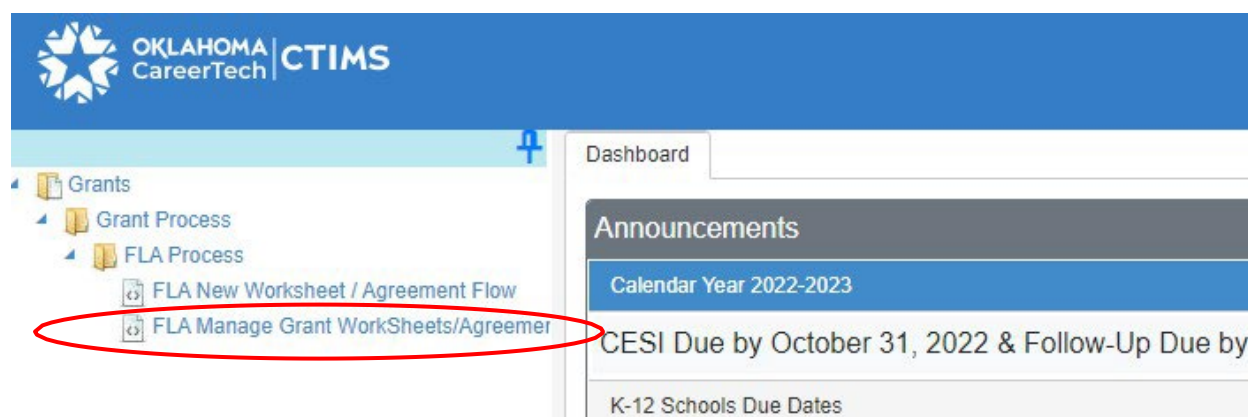 OKLAHOMA
CareerTech
CTIMS
Grants
Grant Process
FLA Process
FLA New Worksheet / Agreement Flow
FLA Manage Grant WorkSheets/Agreemer
Dashboard
Announcements
Calendar Year 2022-2023
CESI Due by October 31, 2022 & Follow-Up Due by
K-12 Schools Due Dates